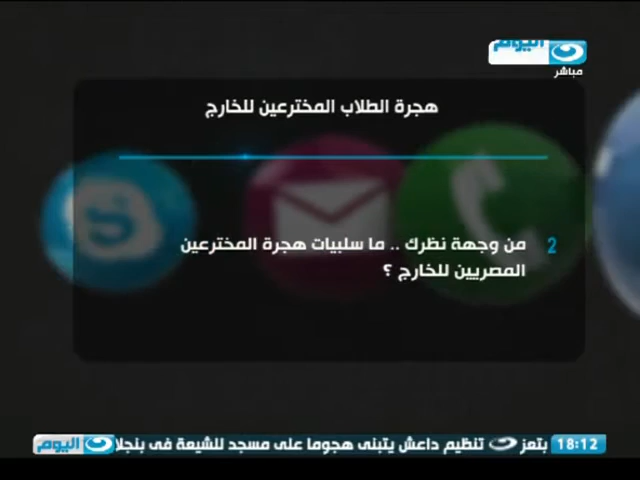 اليوم
مباشر
هجرة الطلاب المخترعين للخارج
2 من وجهة نظرك .. ما سلبيات هجرة المخترعين
المصريين للخارج ؟
18:12 بتعز تنظيم داعش يتبنى هجوما على مسجد للشيعة فى بنجلا اليوم